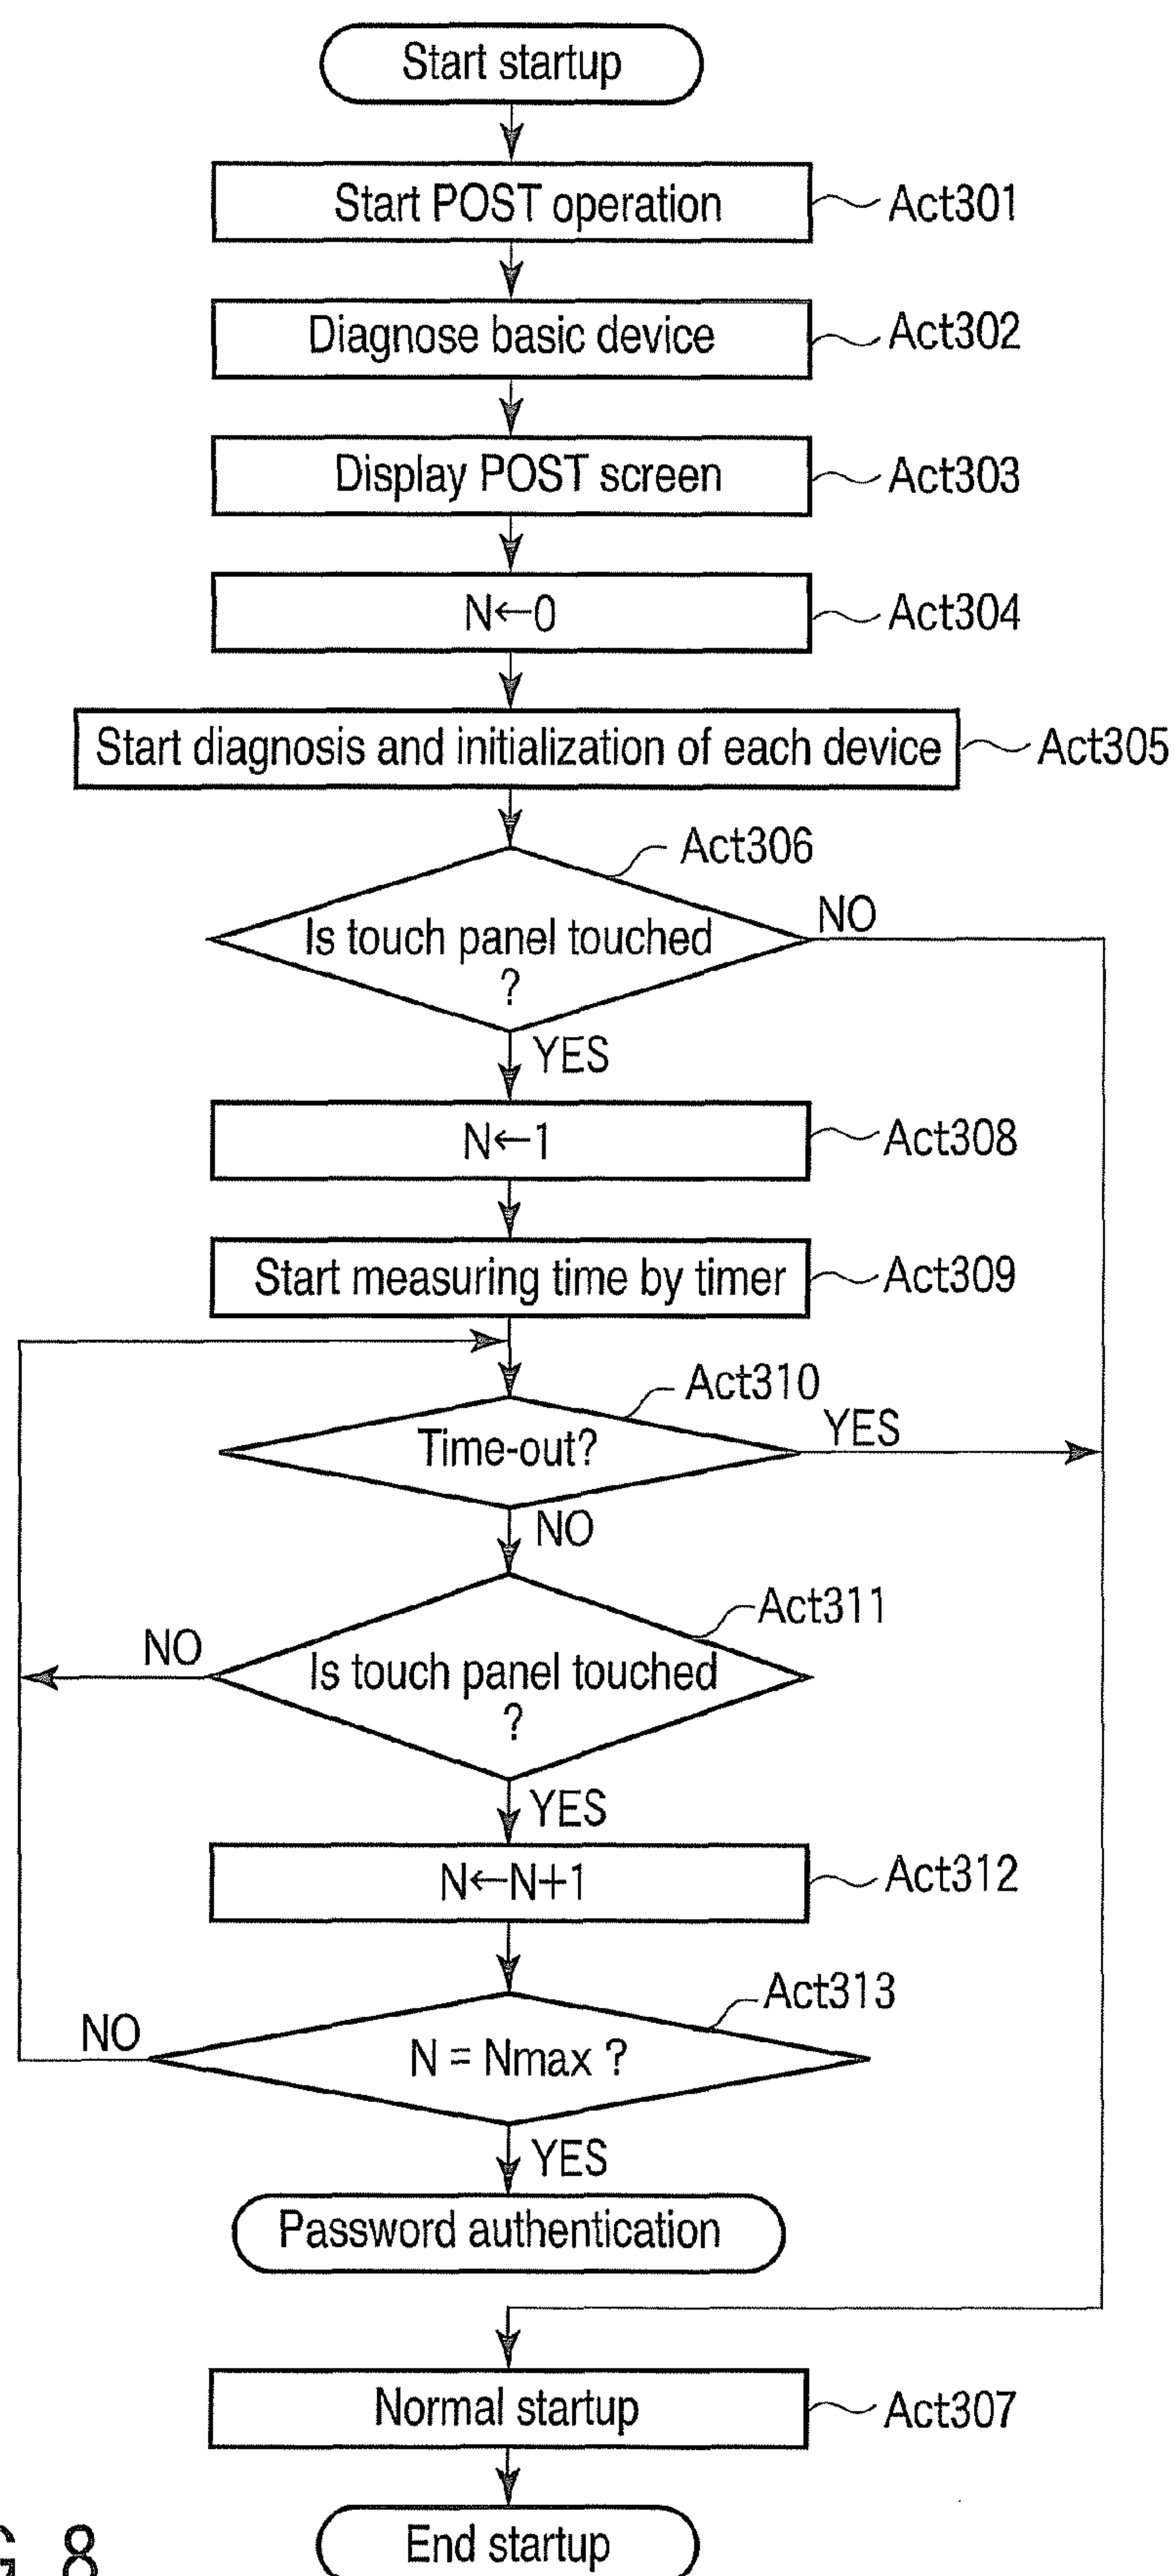 Start startup
Start POST operation
Act301
Diagnose basic device
Act302
Display POST screen
Act303
N←0
Act304
Start diagnosis and initialization of each device
Act305
Act306
Is touch panel touched
?
NO
YES
N←1
Act308
Start measuring time by timer
Act309
Act310
Time-out?
YES
NO
Act311
Is touch panel touched
?
NO
YES
N←N+1
Act312
Act313
N = Nmax ?
NO
YES
Password authentication
Normal startup
Act307
End startup
G. 8